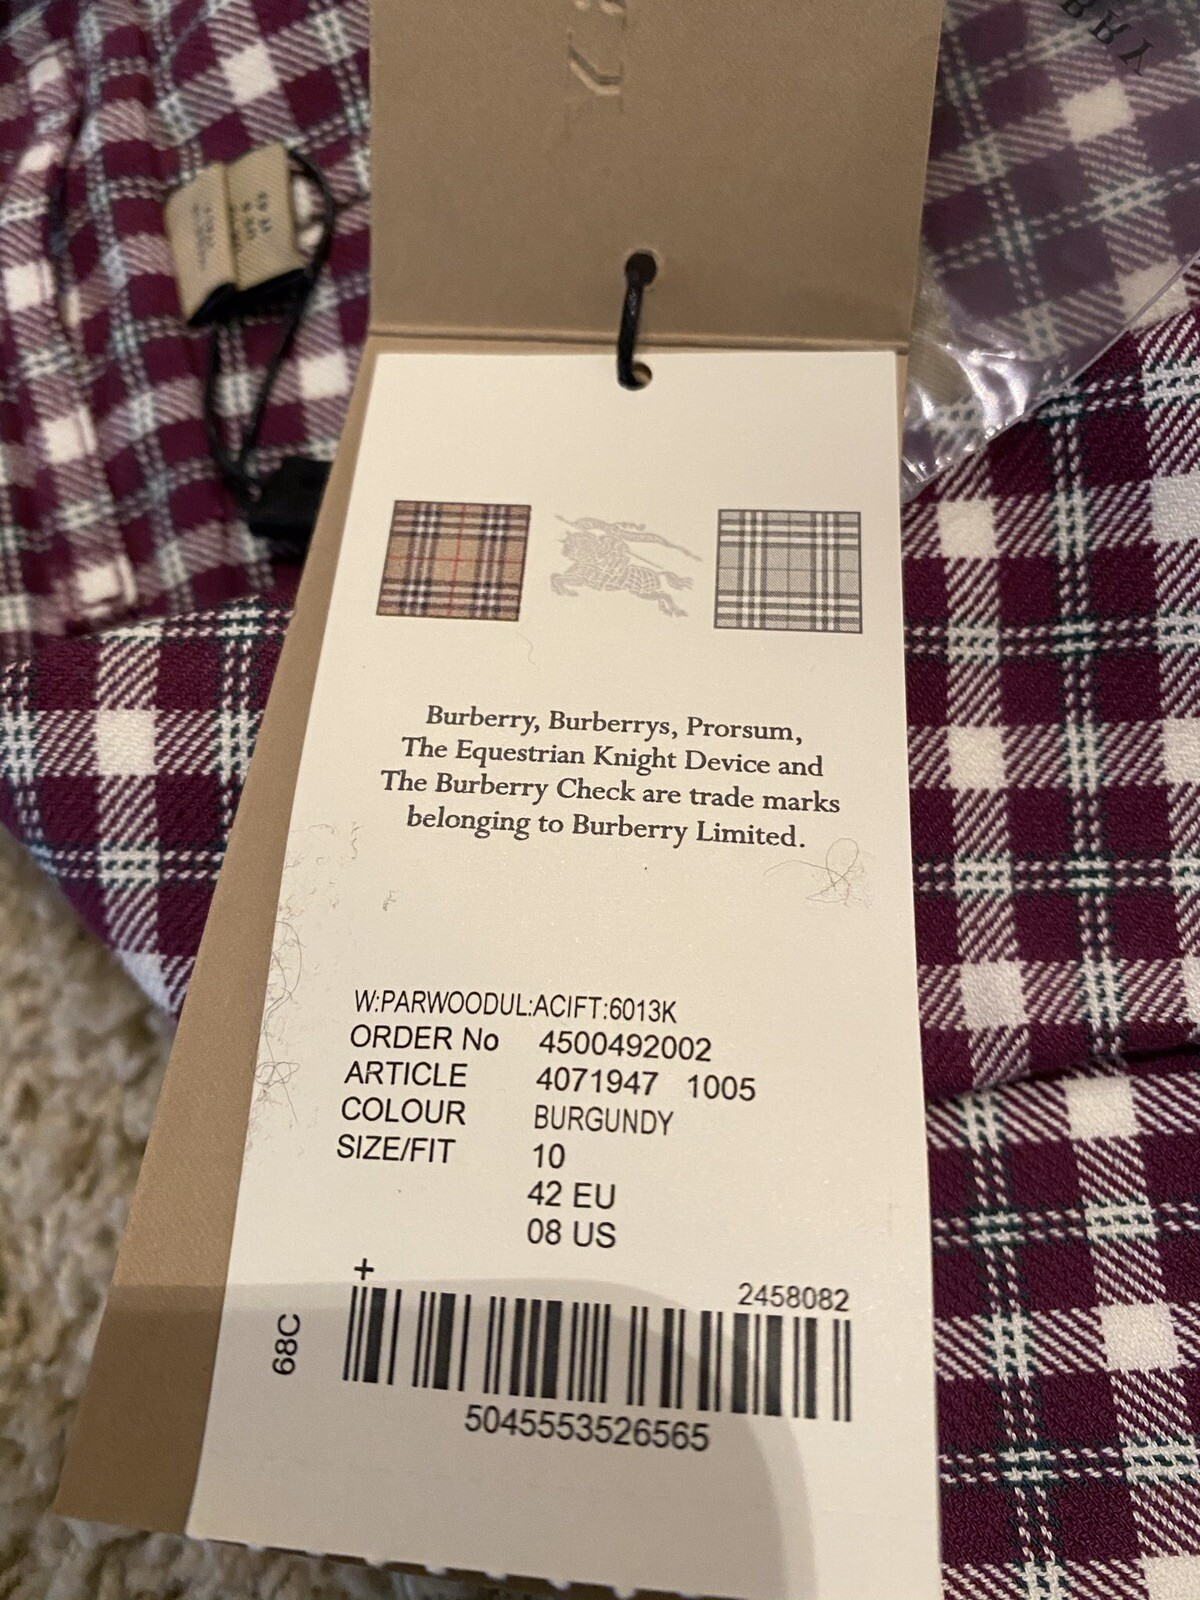 Burberry, Burberrys, Prorsum,
The Equestrian Knight Device and
The Burberry Check are trade marks
belonging to Burberry Limited.
W:PARWOODUL:ACIFT:6013K
ORDER No 4500492002
ARTICLE 4071947 1005
COLOUR BURGUNDY
SIZE/FIT 10
42 EU
08 US
+
2458082
68C
5045553526565